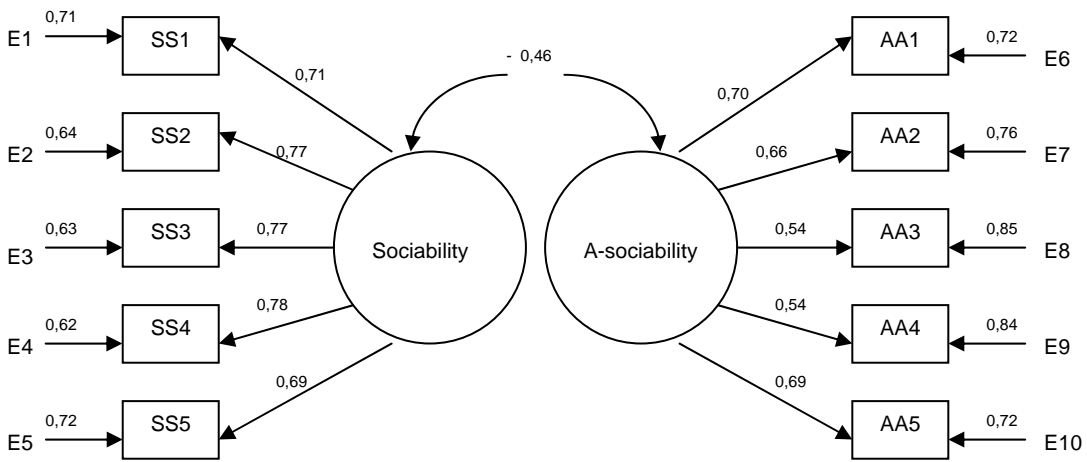 0,71
E1
SS1
0,71
- 0,46
0,70
AA1
0,72
E6
0,64
E2
SS2
0,77
0,66
AA2
0,76
E7
0,63
E3
SS3
0,77
Sociability
A-sociability
0,54
AA3
0,85
E8
0,62
E4
SS4
0,78
0,54
AA4
0,84
E9
0,72
E5
SS5
0,69
0,69
AA5
0,72
E10